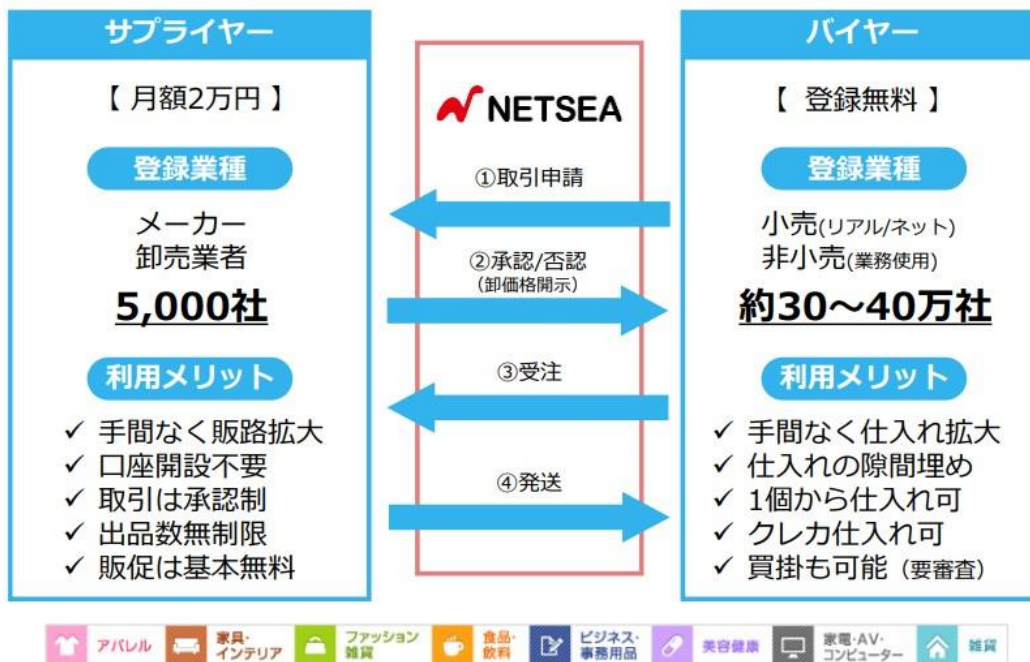 サプライヤー
【 月額2万円 】
登録業種
メーカー
卸売業者
5,000社
利用メリット
✓ 手間なく販路拡大
✓ 口座開設不要
✓ 取引は承認制
✓ 出品数無制限
✓ 販促は基本無料
NETSEA
①取引申請
②承認/否認
（卸価格開示）
③受注
④発送
バイヤー
【 登録無料 】
登録業種
小売(リアル/ネット)
非小売(業務使用)
約30～40万社
利用メリット
✓ 手間なく仕入れ拡大
✓ 仕入れの隙間埋め
✓ 1個から仕入れ可
✓ クレカ仕入れ可
✓ 買掛も可能（要審査）
アパレル
家具・
インテリア
ファッション
雑貨
食品・
飲料
ビジネス・
事務用品
美容健康
家電・AV・
コンピューター
雑貨